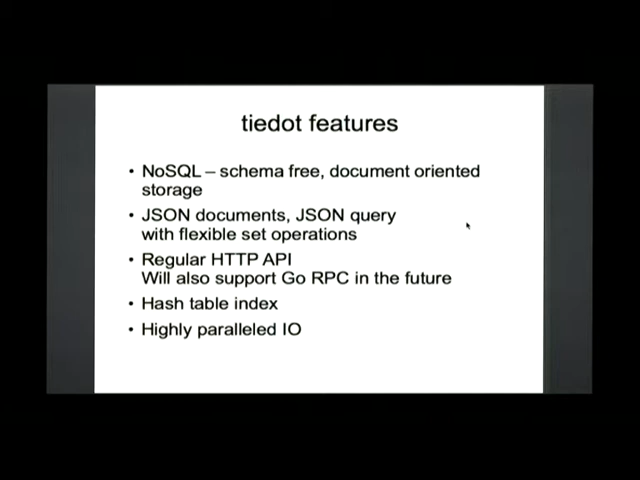 tiedot features
• NoSQL – schema free, document oriented
storage
• JSON documents, JSON query
with flexible set operations
• Regular HTTP API
Will also support Go RPC in the future
• Hash table index
• Highly paralleled IO